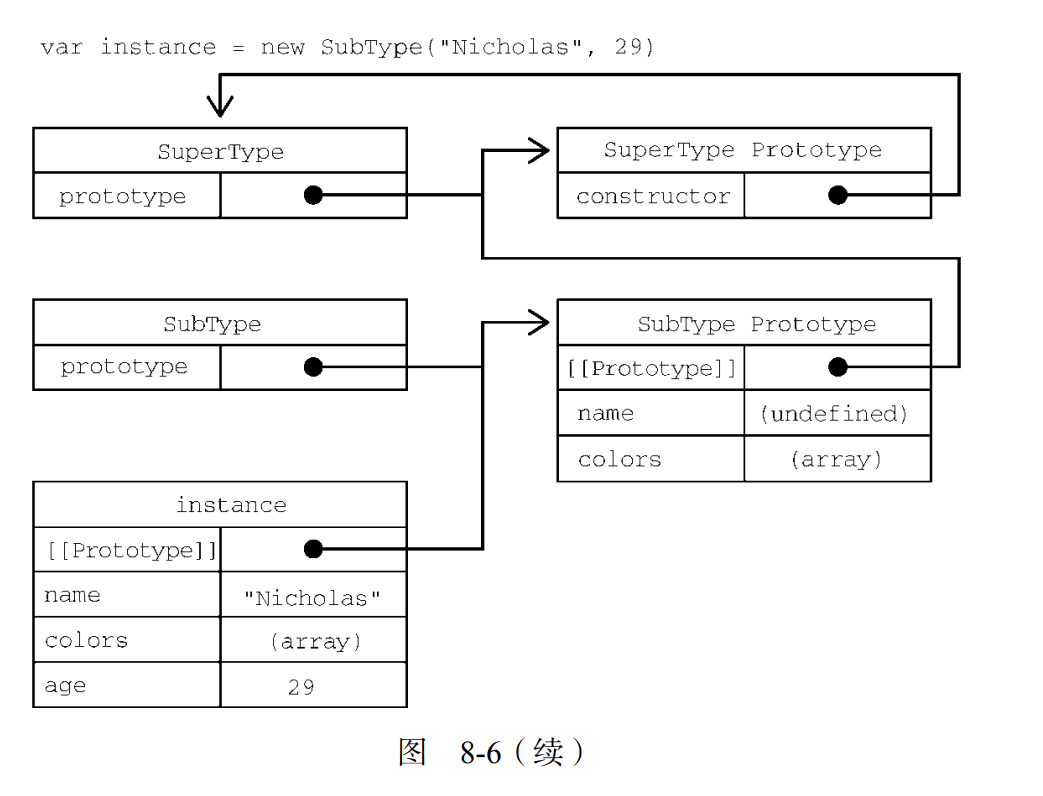 var instance = new SubType("Nicholas", 29)
SuperType
prototype
SuperType Prototype
constructor
SubType
prototype
SubType Prototype
[[Prototype]]
name (undefined)
colors (array)
instance
[[Prototype]]
name "Nicholas"
colors (array)
age 29
图 8-6（续）